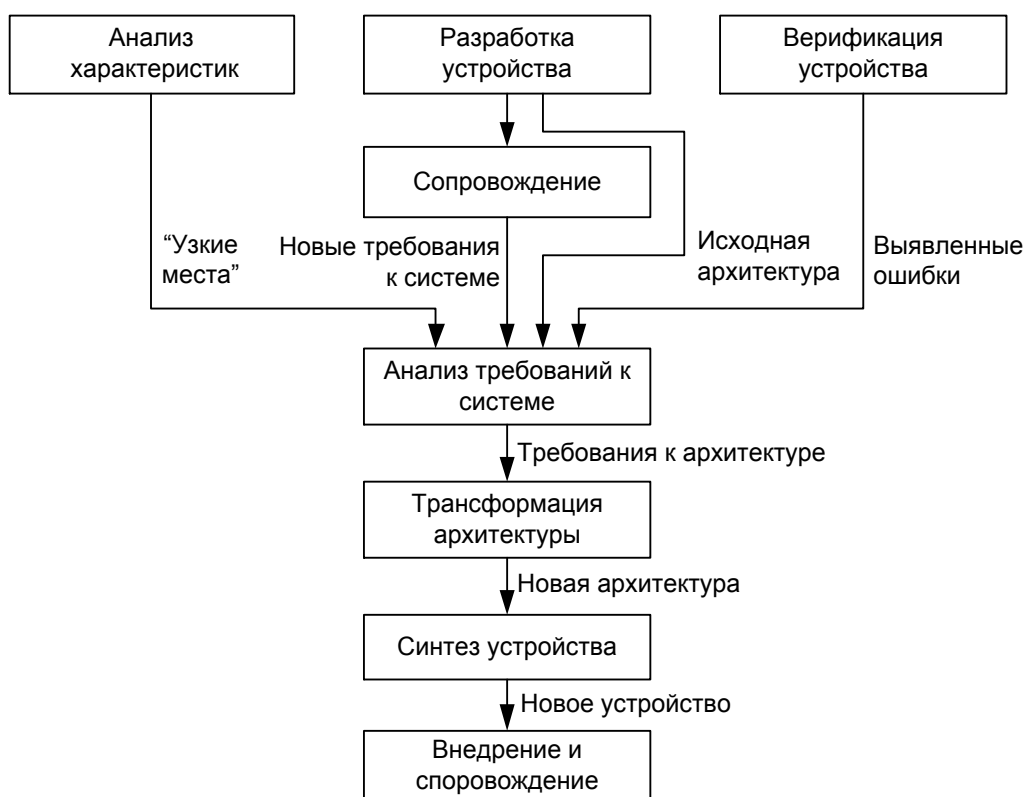 Анализ
характеристик
Разработка
устройства
Верификация
устройства
Сопровождение
“Узкие
места”
Новые требования
к системе
Исходная
архитектура
Выявленные
ошибки
Анализ требований к
системе
Требования к архитектуре
Трансформация
архитектуры
Новая архитектура
Синтез устройства
Новое устройство
Внедрение и
споровождение